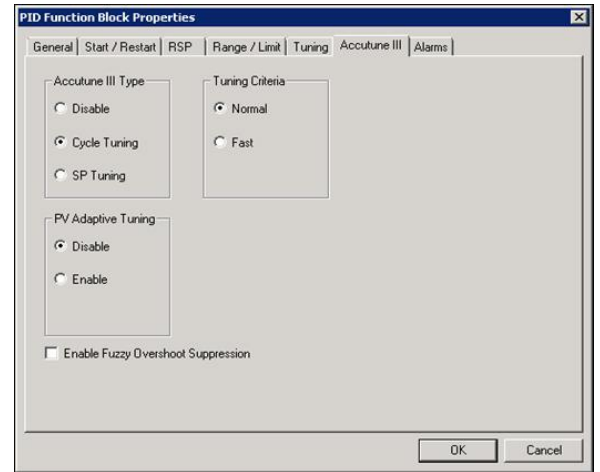 PID Function Block Properties
General Start / Restart RSP Range / Limit Tuning Accutune III Alarms
Accutune III Type
Disable
Cycle Tuning
SP Tuning
Tuning Criteria
Normal
Fast
PV Adaptive Tuning
Disable
Enable
Enable Fuzzy Overshoot Suppression
OK Cancel